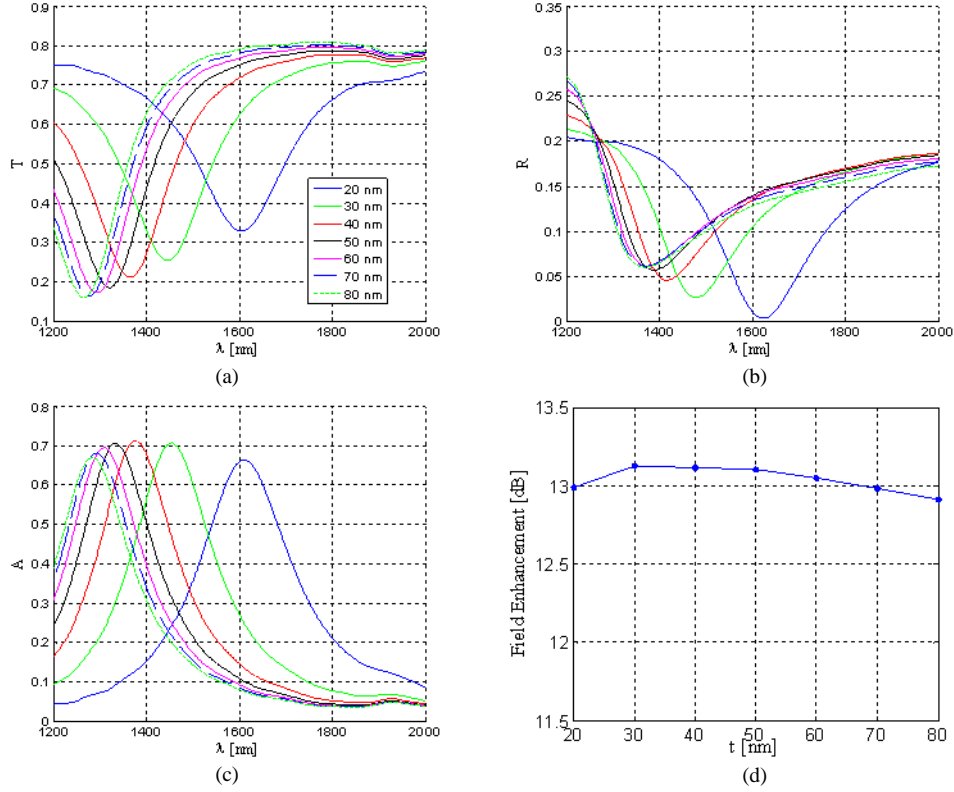 0.8
0.7
0.6
0.5
0.4
0.3
0.2
0.1
T
1200 1400 1600 1800 2000
λ [nm]
20 nm
30 nm
40 nm
50 nm
60 nm
70 nm
80 nm
(a)
0.35
0.3
0.25
0.2
0.15
0.1
0.05
0
R
1200 1400 1600 1800 2000
λ [nm]
(b)
0.8
0.7
0.6
0.5
0.4
0.3
0.2
0.1
0
A
1200 1400 1600 1800 2000
λ [nm]
(c)
13.5
13
12.5
12
11.5
Field Enhancement [dB]
20 30 40 50 60 70 80
t [nm]
(d)